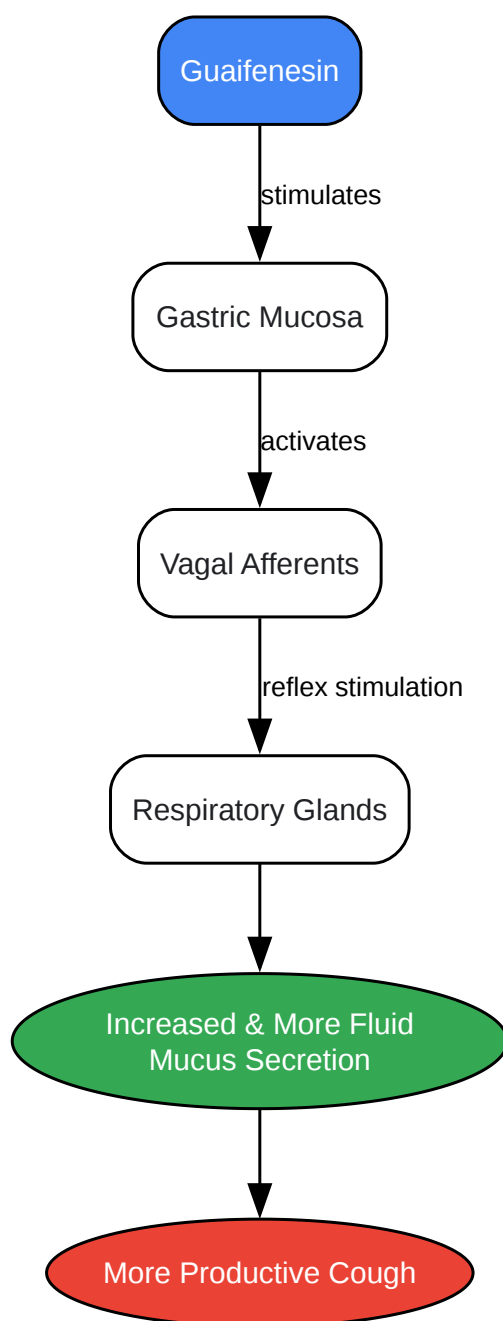 Guaifenesin
stimulates
Gastric Mucosa
activates
Vagal Afferents
reflex stimulation
Respiratory Glands
Increased & More Fluid
Mucus Secretion
More Productive Cough